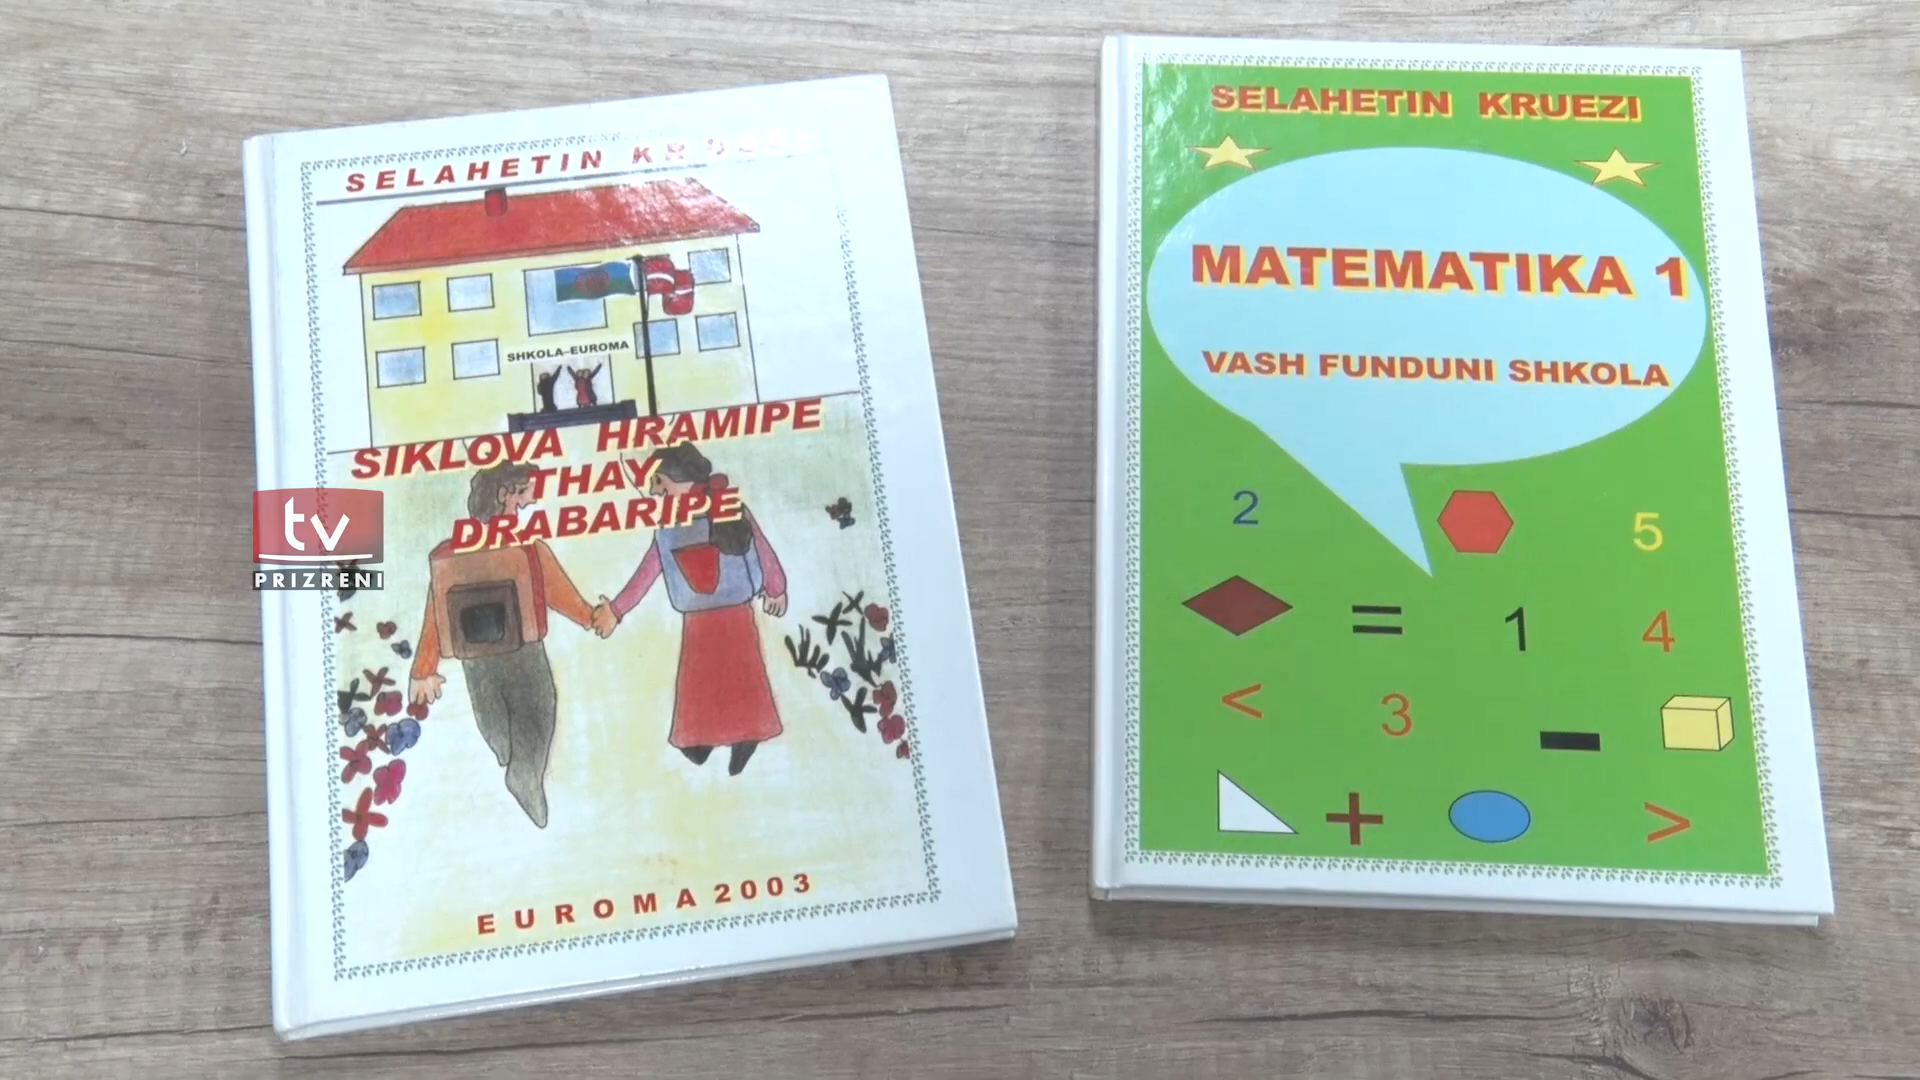 SELAHETIN KRUEZI
SHKOLA-EUROMA
SIKLOVA HRAMIPE
THAY
DRABARIPE
EUROMA 2003
tv
PRIZRENI
SELAHETIN KRUEZI
MATEMATIKA 1
VASH FUNDUNI SHKOLA
2
5
= 1 4
< 3 -
+ >